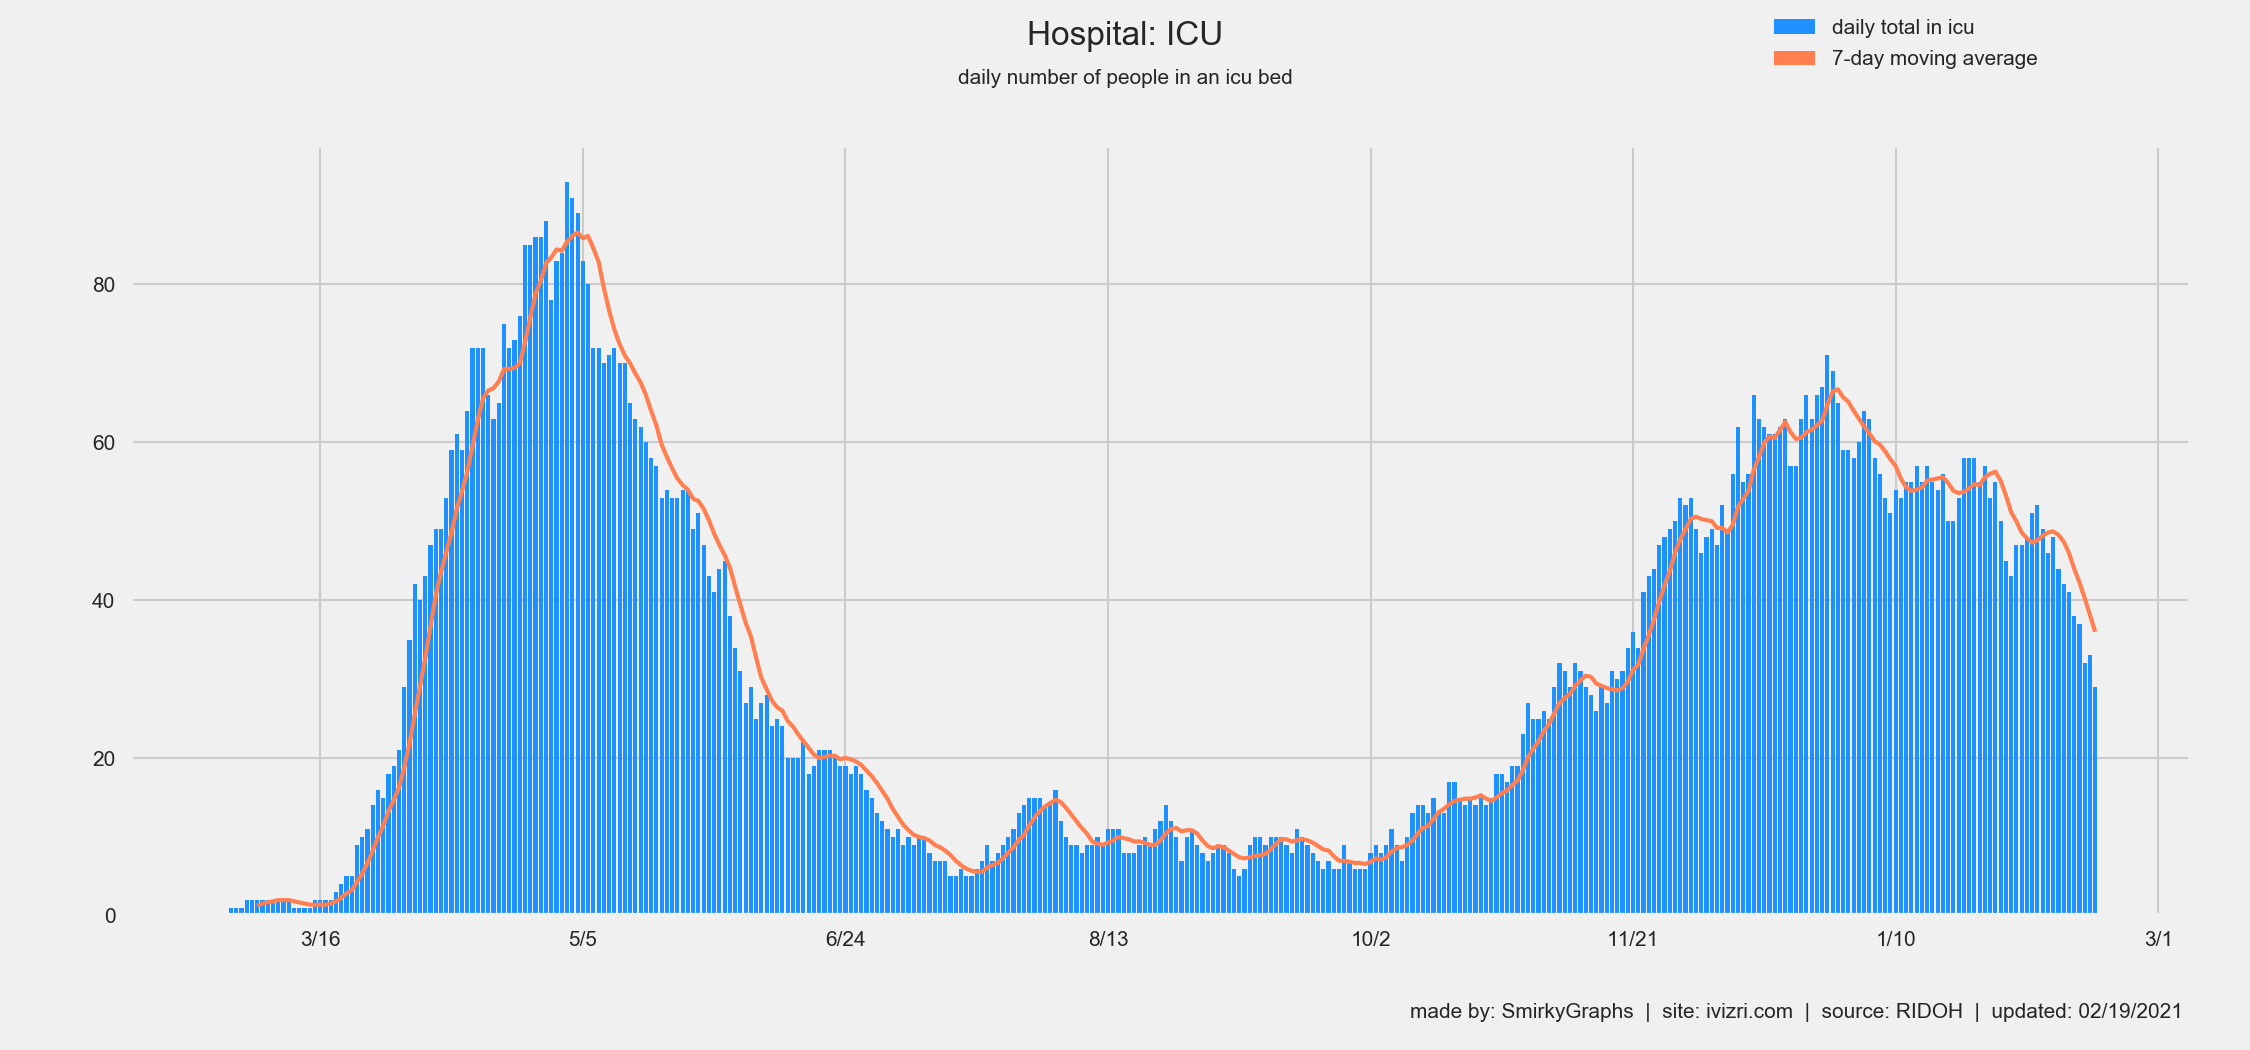 Hospital: ICU
daily number of people in an icu bed
daily total in icu
7-day moving average
80
60
40
20
0
3/16 5/5 6/24 8/13 10/2 11/21 1/10 3/1
made by: SmirkyGraphs | site: ivizri.com | source: RIDOH | updated: 02/19/2021